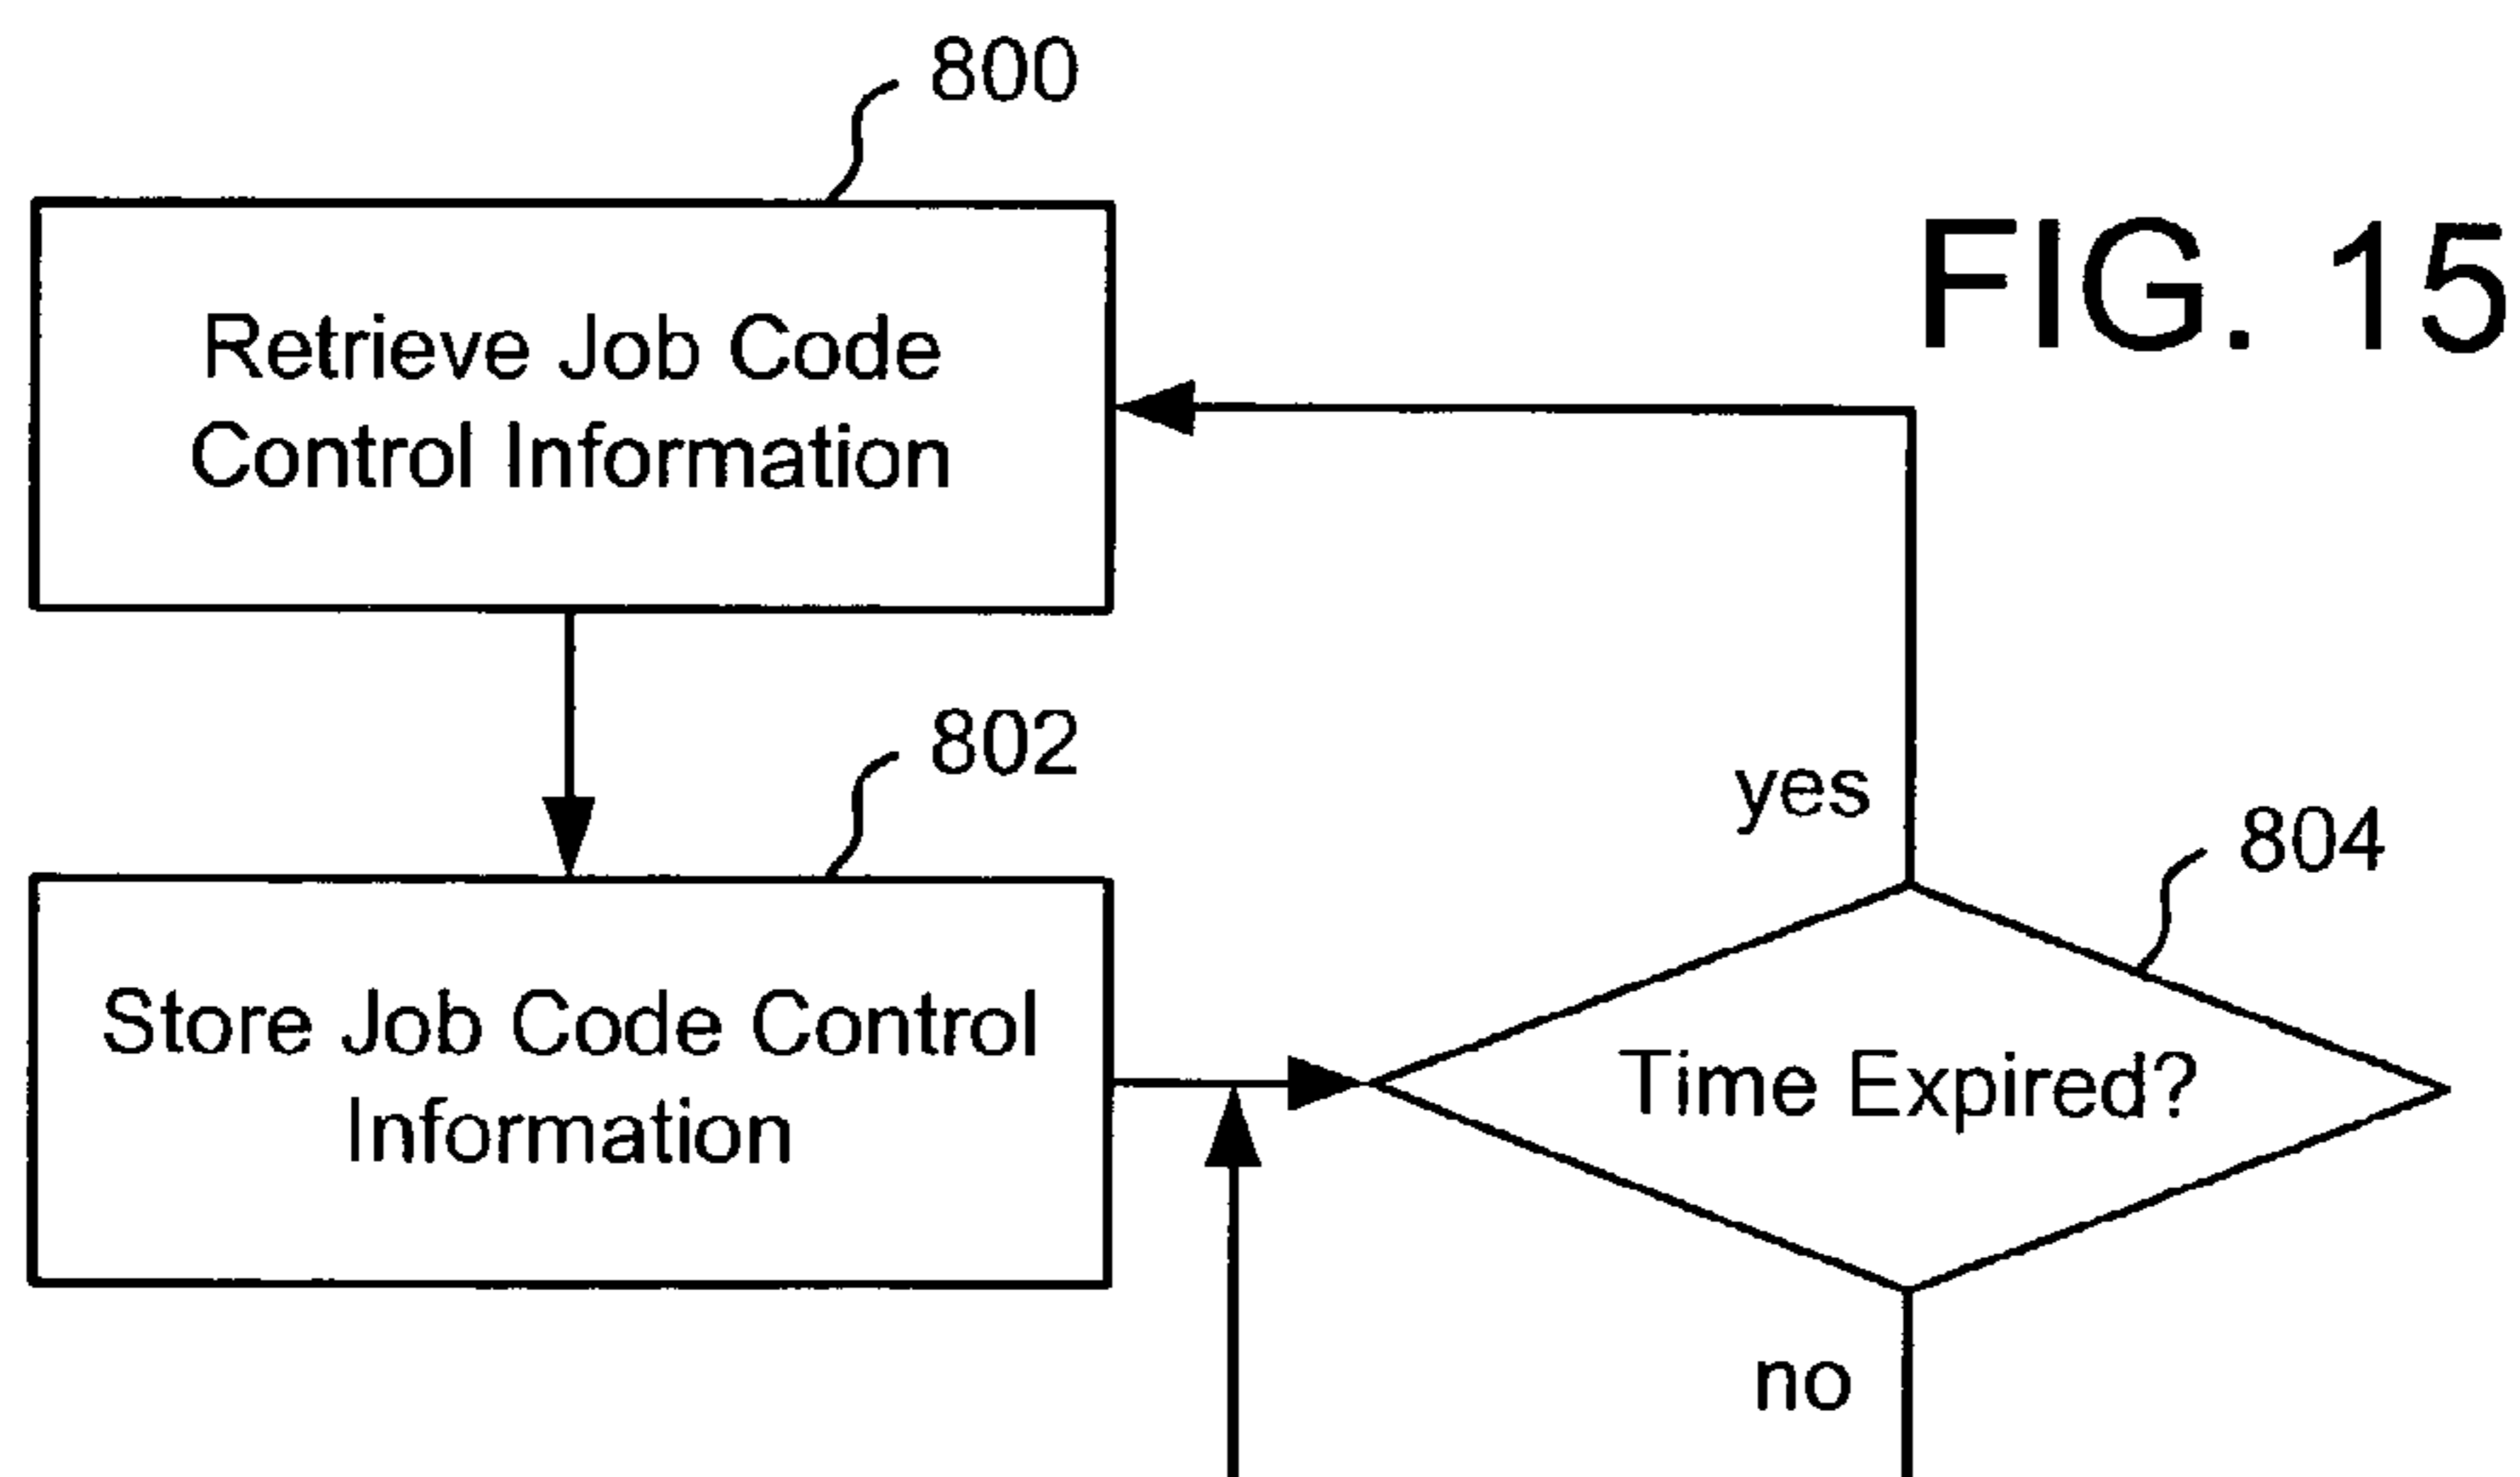 800
FIG. 15
Retrieve Job Code
Control Information
802
yes
804
Store Job Code Control
Information
Time Expired?
no